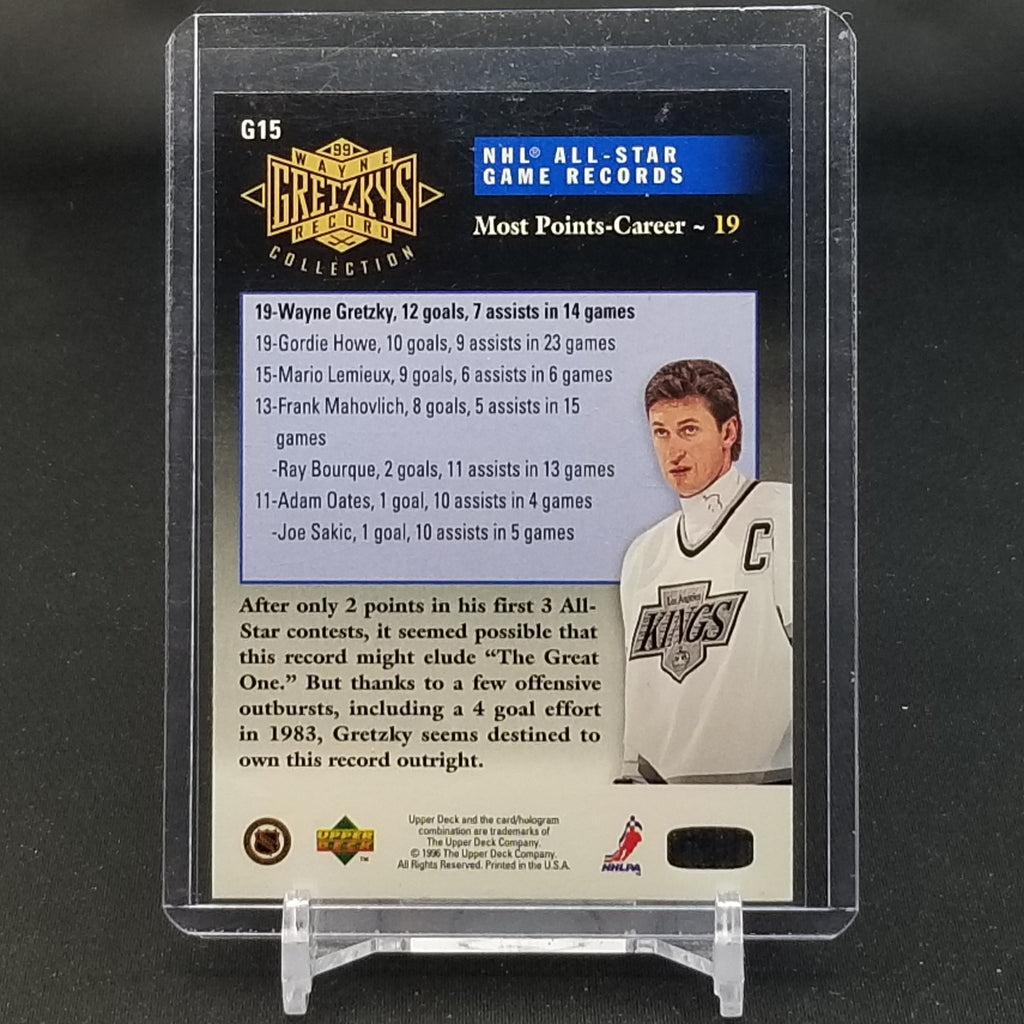 G15
99
WAYNE
GRETZKYS
RECORD
COLLECTION
NHL® ALL-STAR
GAME RECORDS
Most Points-Career ~ 19
19-Wayne Gretzky, 12 goals, 7 assists in 14 games
19-Gordie Howe, 10 goals, 9 assists in 23 games
15-Mario Lemieux, 9 goals, 6 assists in 6 games
13-Frank Mahovlich, 8 goals, 5 assists in 15
games
-Ray Bourque, 2 goals, 11 assists in 13 games
11-Adam Oates, 1 goal, 10 assists in 4 games
-Joe Sakic, 1 goal, 10 assists in 5 games
C
Los Angeles
KINGS
After only 2 points in his first 3 All-
Star contests, it seemed possible that
this record might elude “The Great
One.” But thanks to a few offensive
outbursts, including a 4 goal effort
in 1983, Gretzky seems destined to
own this record outright.
UPPER
DECK
™
Upper Deck and the card/hologram
combination are trademarks of
The Upper Deck Company.
© 1996 The Upper Deck Company.
All Rights Reserved. Printed in the U.S.A.
NHLPA